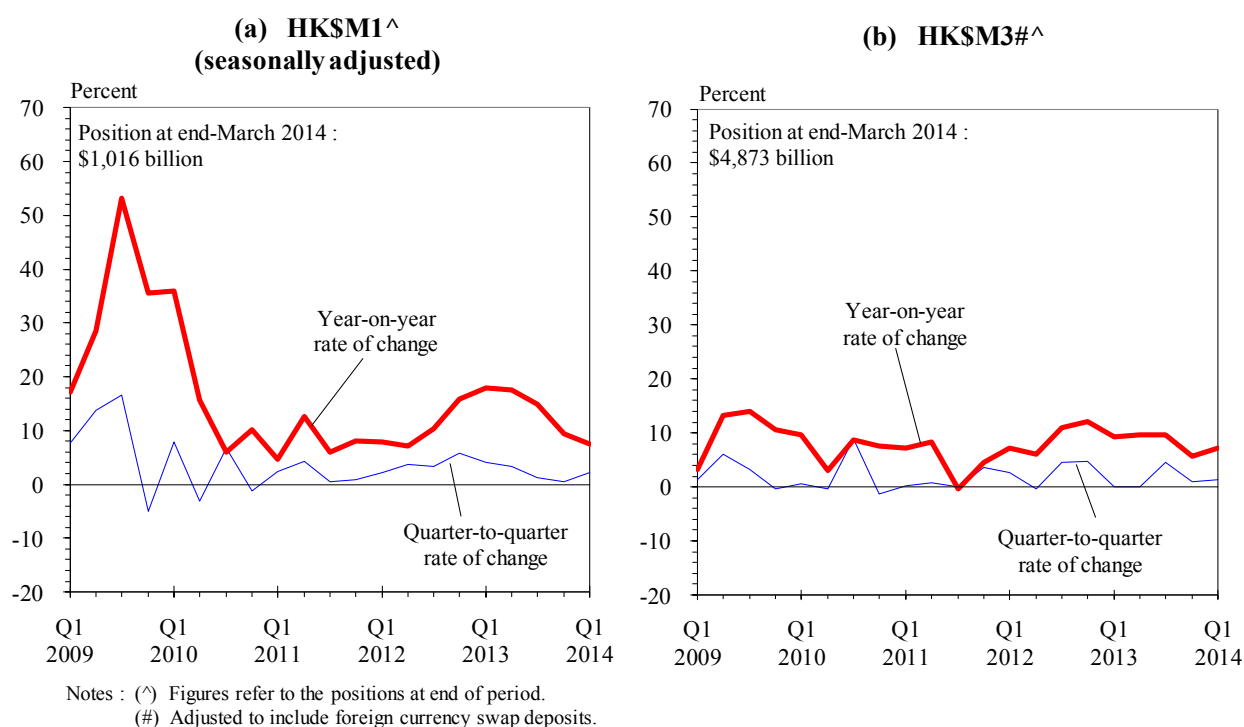 (a) HK$M1^
(seasonally adjusted)
Percent
70
60
50
40
30
20
10
0
-10
-20
Position at end-March 2014 :
$1,016 billion
Year-on-year
rate of change
Quarter-to-quarter
rate of change
Q1 Q1 Q1 Q1 Q1 Q1
2009 2010 2011 2012 2013 2014
(b) HK$M3#^
Percent
70
60
50
40
30
20
10
0
-10
-20
Position at end-March 2014 :
$4,873 billion
Year-on-year
rate of change
Quarter-to-quarter
rate of change
Q1 Q1 Q1 Q1 Q1 Q1
2009 2010 2011 2012 2013 2014
Notes : (^) Figures refer to the positions at end of period.
(#) Adjusted to include foreign currency swap deposits.